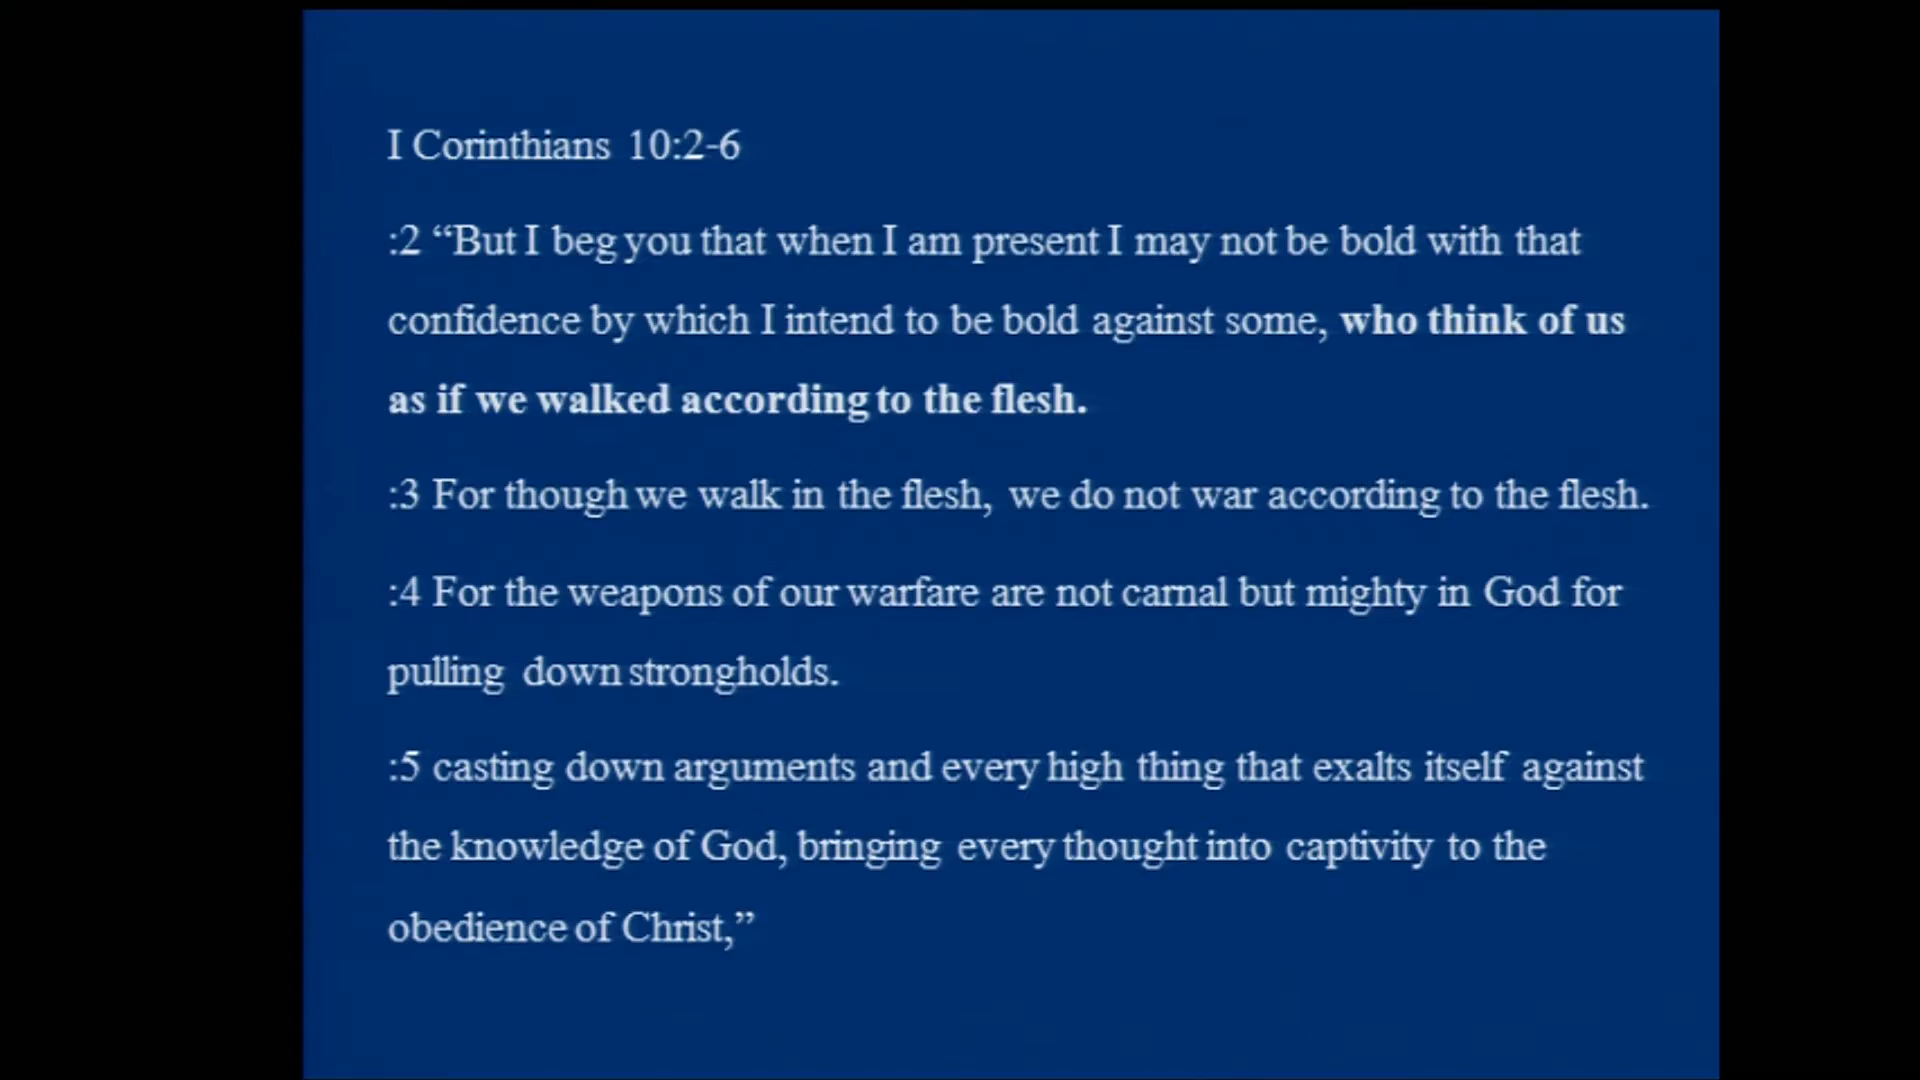 I Corinthians 10:2-6
:2 “But I beg you that when I am present I may not be bold with that
confidence by which I intend to be bold against some, who think of us
as if we walked according to the flesh.
:3 For though we walk in the flesh, we do not war according to the flesh.
:4 For the weapons of our warfare are not carnal but mighty in God for
pulling down strongholds.
:5 casting down arguments and every high thing that exalts itself against
the knowledge of God, bringing every thought into captivity to the
obedience of Christ,”